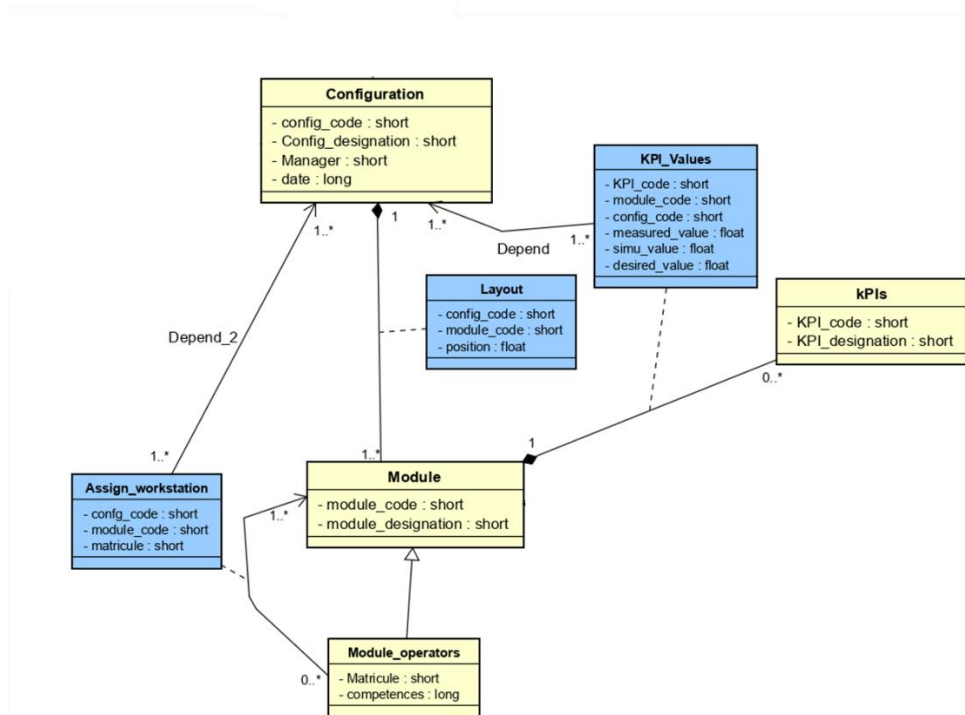 Configuration
- config_code : short
- Config_designation : short
- Manager : short
- date : long
1..*
1
1..*
KPI_Values
- KPI_code : short
- module_code : short
- config_code : short
- measured_value : float
- simu_value : float
- desired_value : float
1..*
Depend
Layout
- config_code : short
- module_code : short
- position : float
kPIs
- KPI_code : short
- KPI_designation : short
0..*
Depend_2
1..*
1..*
1
Assign_workstation
- confg_code : short
- module_code : short
- matricule : short
Module
- module_code : short
- module_designation : short
1..*
Module_operators
- Matricule : short
- competences : long
0..*